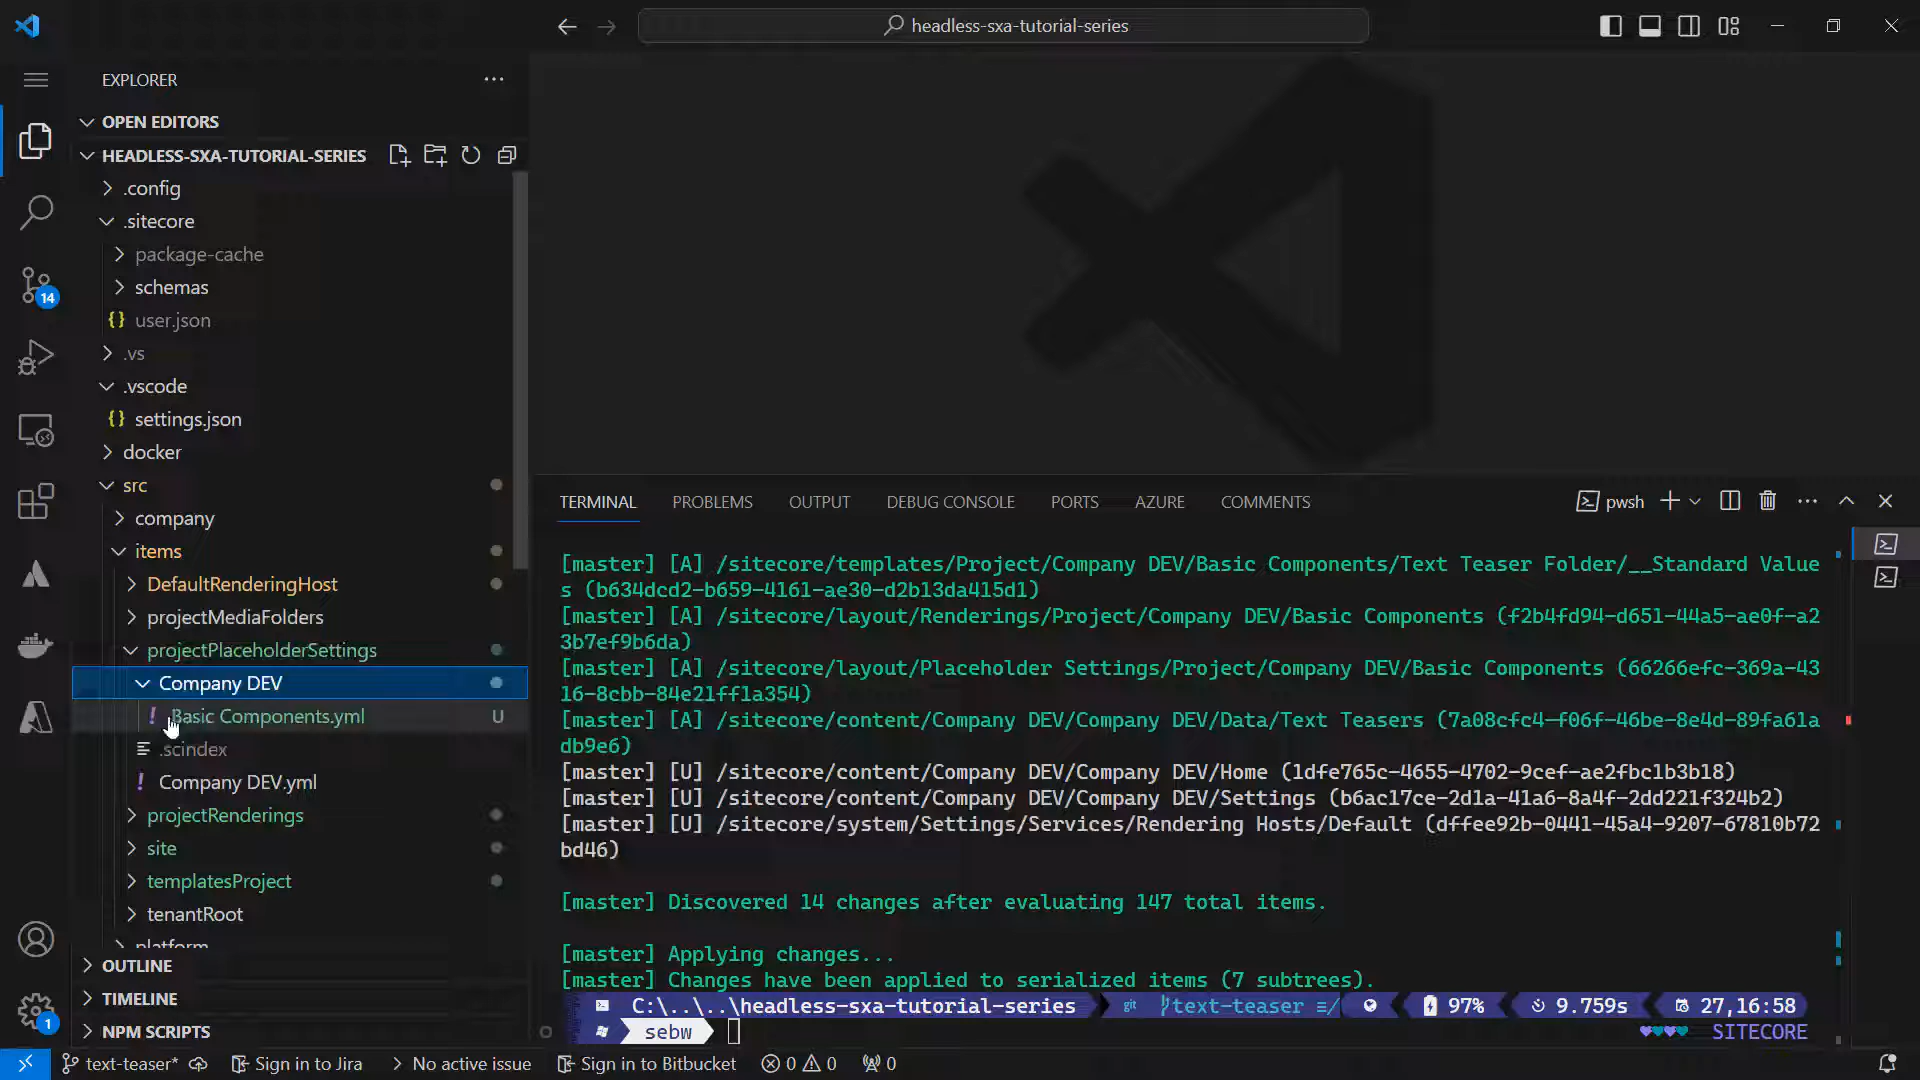 headless-sxa-tutorial-series
EXPLORER
OPEN EDITORS
HEADLESS-SXA-TUTORIAL-SERIES
.config
.sitecore
package-cache
schemas
{} user.json
.vs
.vscode
{} settings.json
docker
src
company
items
DefaultRenderingHost
projectMediaFolders
projectPlaceholderSettings
Company DEV
! Basic Components.yml U
.scindex
! Company DEV.yml
projectRenderings
site
templatesProject
tenantRoot
platform
OUTLINE
TIMELINE
NPM SCRIPTS
14
1
TERMINAL PROBLEMS OUTPUT DEBUG CONSOLE PORTS AZURE COMMENTS
pwsh
[master] [A] /sitecore/templates/Project/Company DEV/Basic Components/Text Teaser Folder/__Standard Value
s (b634dcd2-b659-4161-ae30-d2b13da415d1)
[master] [A] /sitecore/layout/Renderings/Project/Company DEV/Basic Components (f2b4fd94-d651-44a5-ae0f-a2
3b7ef9b6da)
[master] [A] /sitecore/layout/Placeholder Settings/Project/Company DEV/Basic Components (66266efc-369a-43
16-8cbb-84e21ff1a354)
[master] [A] /sitecore/content/Company DEV/Company DEV/Data/Text Teasers (7a08cfc4-f06f-46be-8e4d-89fa61a
db9e6)
[master] [U] /sitecore/content/Company DEV/Company DEV/Home (1dfe765c-4655-4702-9cef-ae2fbc1b3b18)
[master] [U] /sitecore/content/Company DEV/Company DEV/Settings (b6ac17ce-2d1a-41a6-8a4f-2dd221f324b2)
[master] [U] /sitecore/system/Settings/Services/Rendering Hosts/Default (dffee92b-0441-45a4-9207-67810b72
bd46)
[master] Discovered 14 changes after evaluating 147 total items.
[master] Applying changes...
[master] Changes have been applied to serialized items (7 subtrees).
C:\..\..\headless-sxa-tutorial-series git text-teaser ≡/ 97% 9.759s 27,16:58
sebw SITECORE
text-teaser* Sign in to Jira No active issue Sign in to Bitbucket 0 0 0